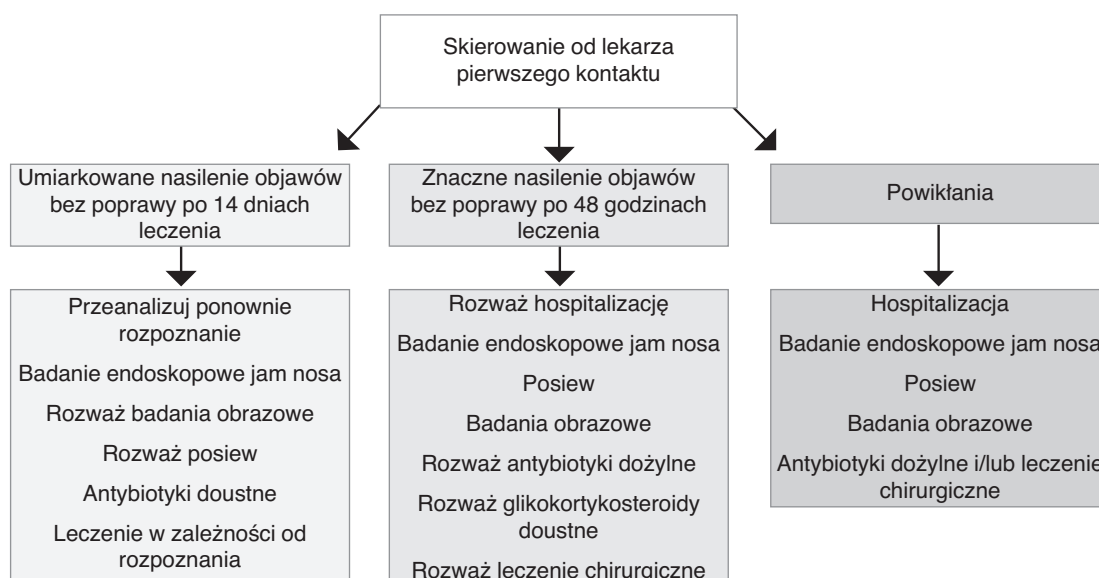 Skierowanie od lekarza
pierwszego kontaktu
Umiarkowane nasilenie objawów
bez poprawy po 14 dniach
leczenia
Znaczne nasilenie objawów
bez poprawy po 48 godzinach
leczenia
Powikłania
Przeanalizuj ponownie
rozpoznanie
Badanie endoskopowe jam nosa
Rozważ badania obrazowe
Rozważ posiew
Antybiotyki doustne
Leczenie w zależności od
rozpoznania
Rozważ hospitalizację
Badanie endoskopowe jam nosa
Posiew
Badania obrazowe
Rozważ antybiotyki dożylne
Rozważ glikokortykosteroidy
doustne
Rozważ leczenie chirurgiczne
Hospitalizacja
Badanie endoskopowe jam nosa
Posiew
Badania obrazowe
Antybiotyki dożylne i/lub leczenie
chirurgiczne